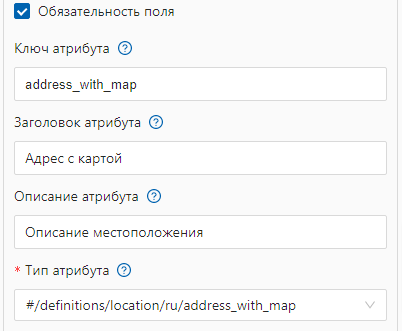 Обязательность поля
Ключ атрибута
address_with_map
Заголовок атрибута
Адрес с картой
Описание атрибута
Описание местоположения
* Тип атрибута
#/definitions/location/ru/address_with_map